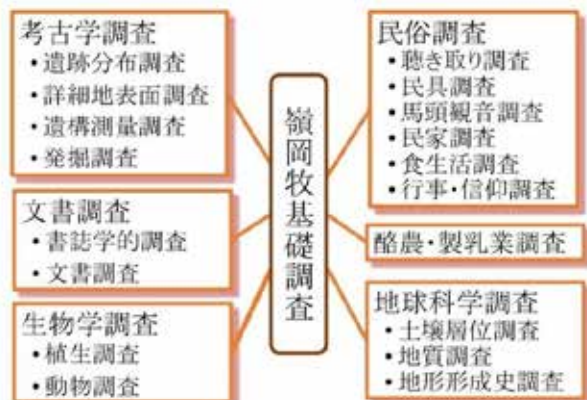 考古学調査
・遺跡分布調査
・詳細地表面調査
・遺構測量調査
・発掘調査
文書調査
・書誌学的調査
・文書調査
生物学調査
・植生調査
・動物調査
嶺岡牧基礎調査
民俗調査
・聴き取り調査
・民具調査
・馬頭観音調査
・民家調査
・食生活調査
・行事・信仰調査
酪農・製乳業調査
地球科学調査
・土壌層位調査
・地質調査
・地形形成史調査